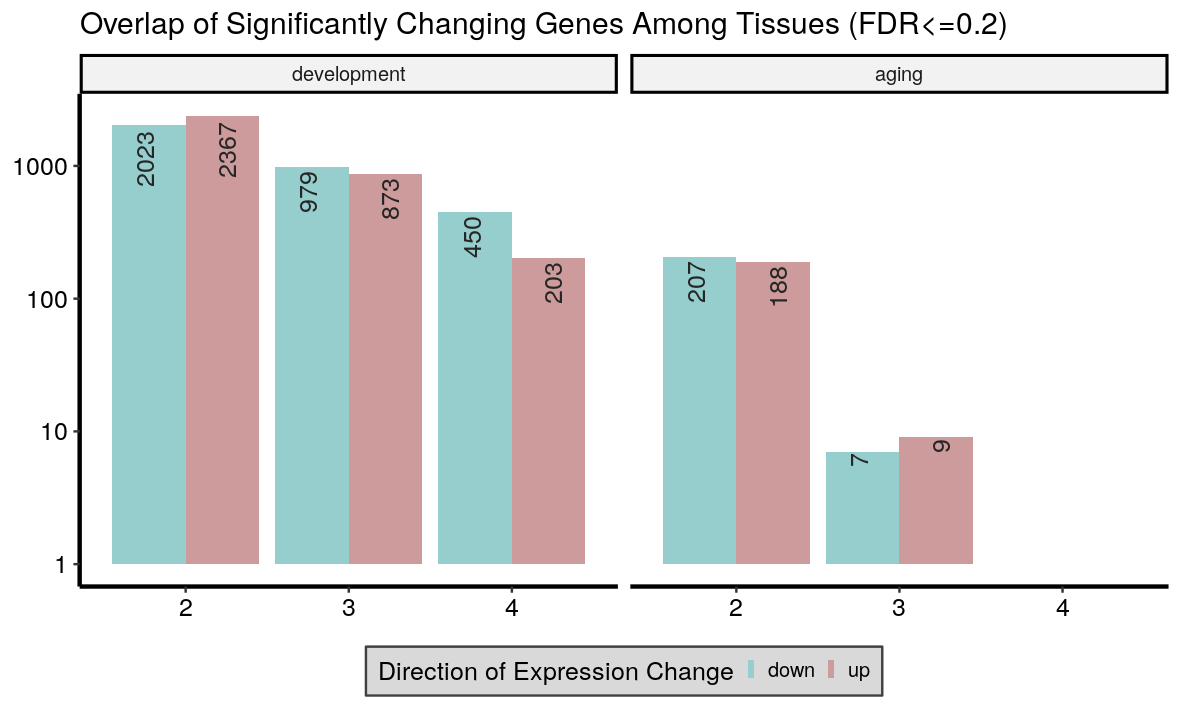 Overlap of Significantly Changing Genes Among Tissues (FDR<=0.2)
development
aging
1000
100
10
1
2023
2367
979
873
450
203
207
188
7
9
2 3 4
2 3 4
Direction of Expression Change down up